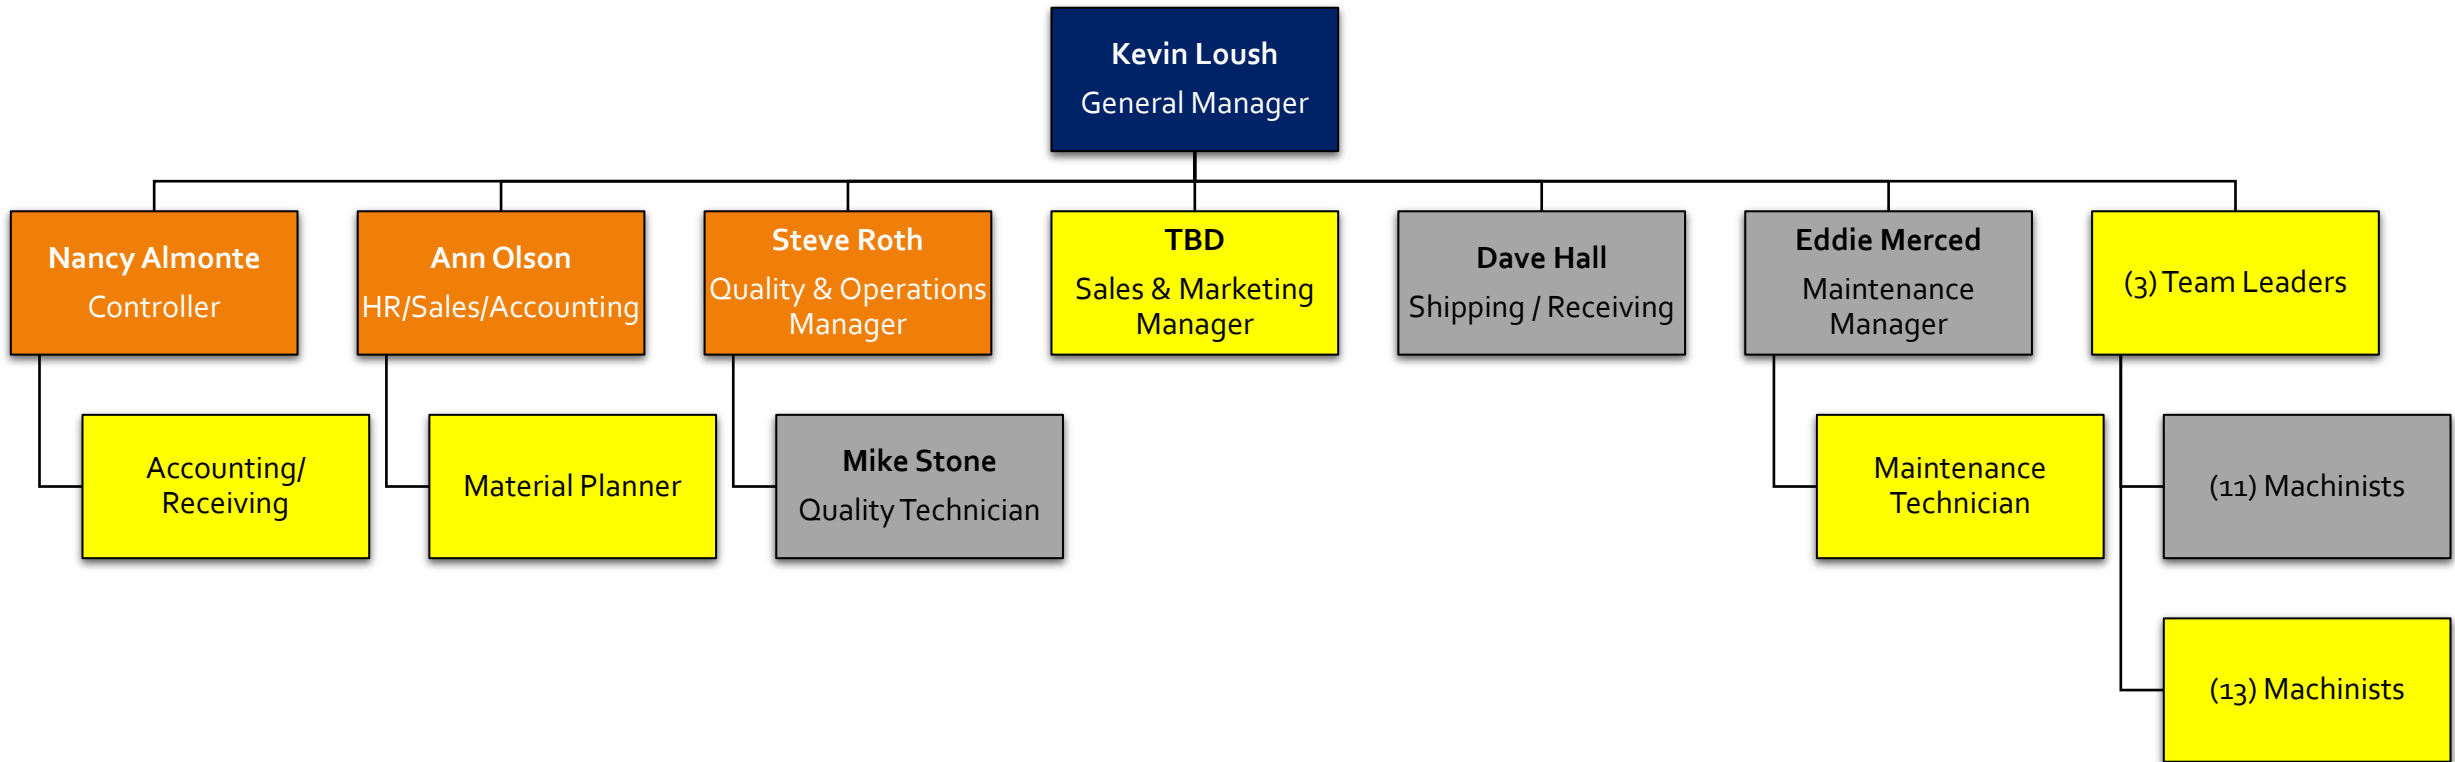 Kevin Loush
General Manager
Nancy Almonte
Controller
Ann Olson
HR/Sales/Accounting
Steve Roth
Quality & Operations
Manager
TBD
Sales & Marketing
Manager
Dave Hall
Shipping / Receiving
Eddie Merced
Maintenance
Manager
(3) Team Leaders
Accounting/
Receiving
Material Planner
Mike Stone
Quality Technician
Maintenance
Technician
(11) Machinists
(13) Machinists